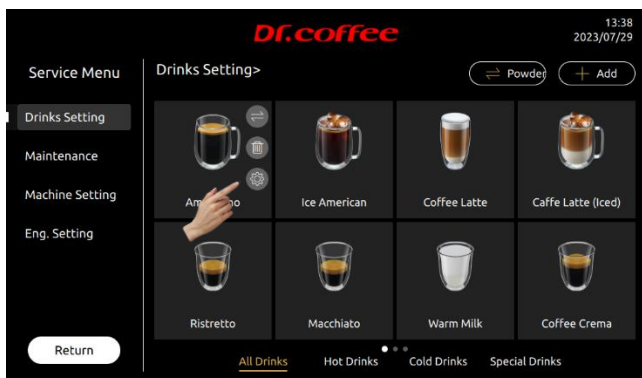 Dr.coffee
13:38
2023/07/29
Service Menu
Drinks Setting>
Powder
Add
Drinks Setting
Maintenance
Machine Setting
Eng. Setting
Ice American
Coffee Latte
Caffe Latte (Iced)
Ristretto
Macchiato
Warm Milk
Coffee Crema
Return
All Drinks
Hot Drinks
Cold Drinks
Special Drinks